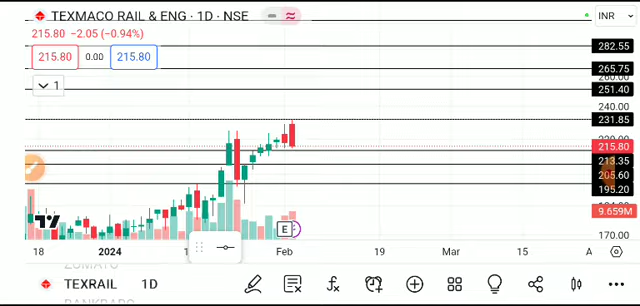 TEXMACO RAIL & ENG · 1D · NSE
INR
215.80 −2.05 (−0.94%)
215.80 0.00 215.80
1
282.55
265.75
251.40
240.00
231.85
215.80
213.35
205.60
195.20
9.659M
170.00
18 2024 Feb 19 Mar 15 A
E
ZOMATO
TEXRAIL 1D